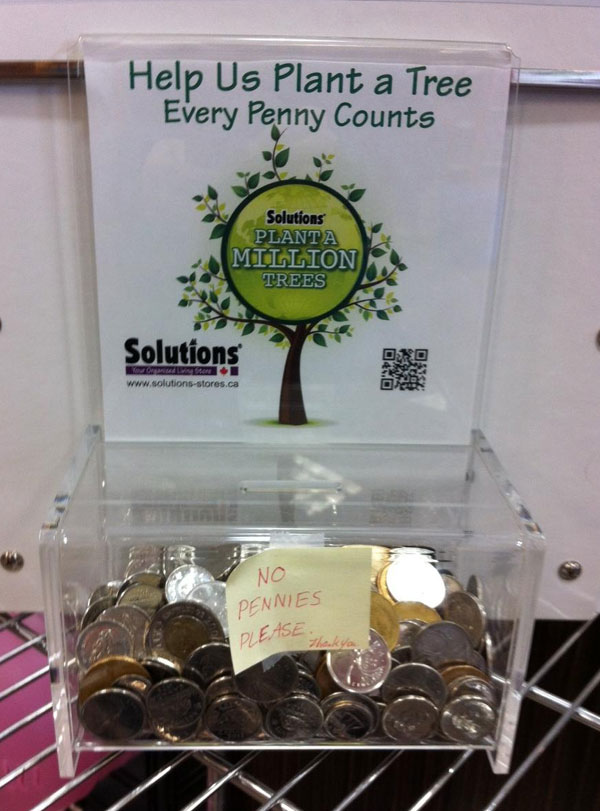 Help Us Plant a Tree
Every Penny Counts
Solutions®
PLANT A
MILLION
TREES
Solutions®
Your Organized Living Store
www.solutions-stores.ca
NO
PENNIES
PLEASE.
Thank you